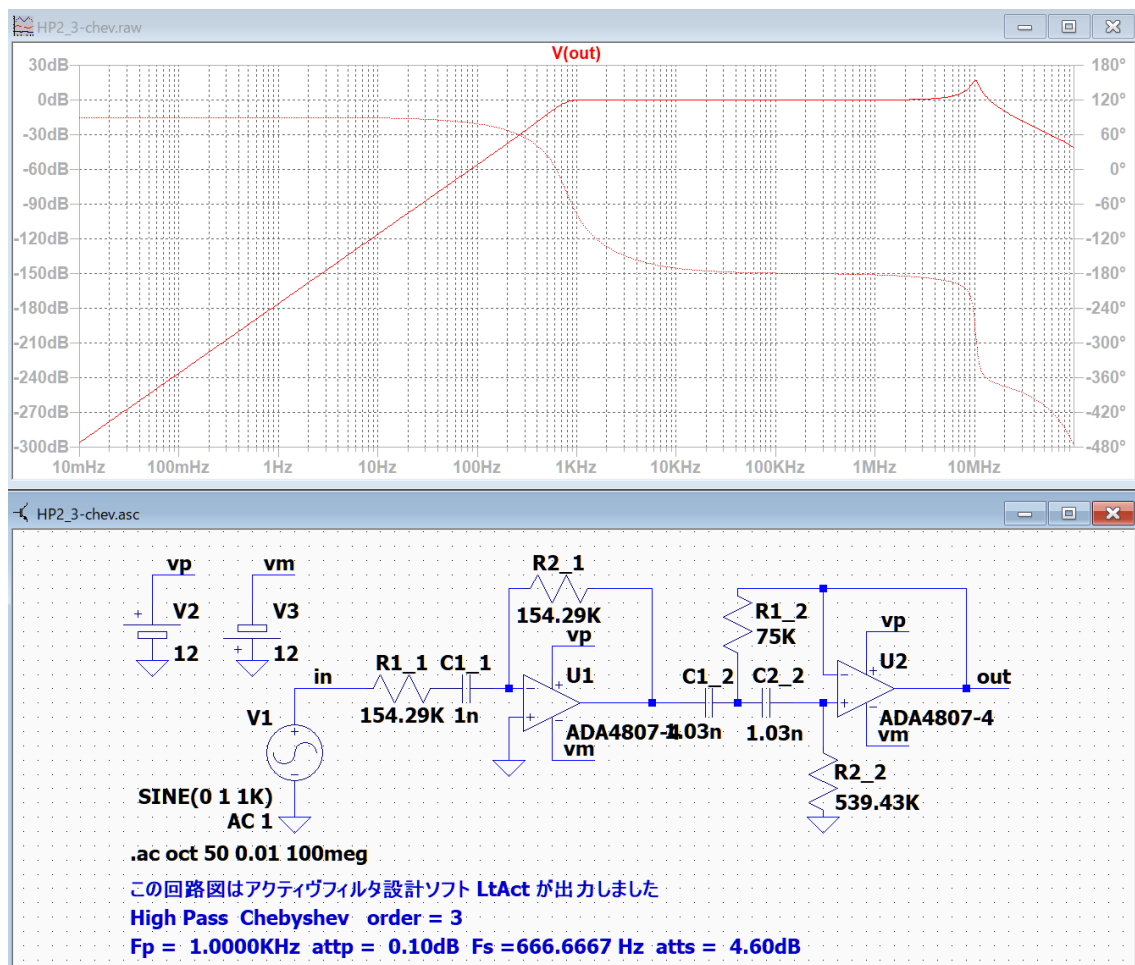 HP2_3-chev.raw
V(out)
30dB
0dB
-30dB
-60dB
-90dB
-120dB
-150dB
-180dB
-210dB
-240dB
-270dB
-300dB
180°
120°
60°
0°
-60°
-120°
-180°
-240°
-300°
-360°
-420°
-480°
10mHz 100mHz 1Hz 10Hz 100Hz 1KHz 10KHz 100KHz 1MHz 10MHz
HP2_3-chev.asc
vp
V2
12
vm
V3
12
in
V1
SINE(0 1 1K)
AC 1
R1_1
154.29K
C1_1
1n
R2_1
154.29K
vp
U1
ADA4807-4
vm
C1_2
1.03n
R1_2
75K
C2_2
1.03n
vp
U2
out
ADA4807-4
vm
R2_2
539.43K
.ac oct 50 0.01 100meg
この回路図はアクティヴフィルタ設計ソフト LtAct が出力しました
High Pass Chebyshev order = 3
Fp = 1.0000KHz attp = 0.10dB Fs =666.6667 Hz atts = 4.60dB